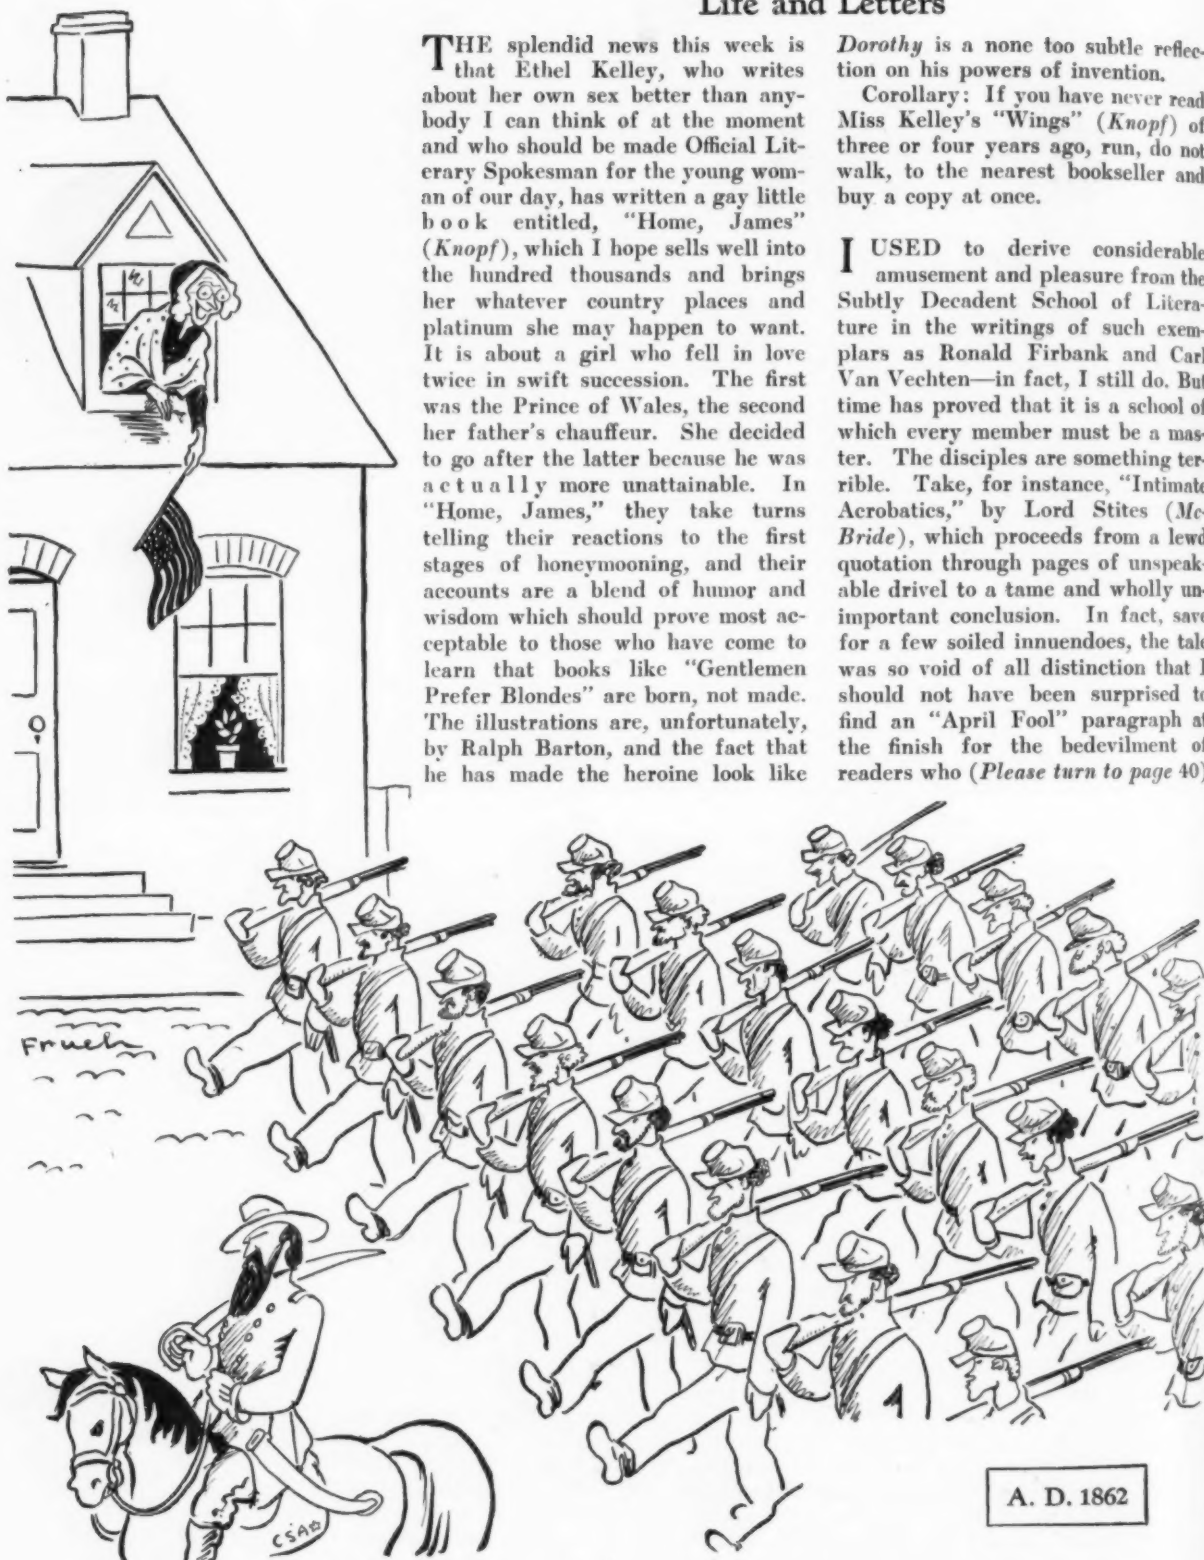 Life and Letters
THE splendid news this week is
that Ethel Kelley, who writes
about her own sex better than any-
body I can think of at the moment
and who should be made Official Lit-
erary Spokesman for the young wom-
an of our day, has written a gay little
book entitled, "Home, James"
(Knopf), which I hope sells well into
the hundred thousands and brings
her whatever country places and
platinum she may happen to want.
It is about a girl who fell in love
twice in swift succession. The first
was the Prince of Wales, the second
her father's chauffeur. She decided
to go after the latter because he was
actually more unattainable. In
"Home, James," they take turns
telling their reactions to the first
stages of honeymooning, and their
accounts are a blend of humor and
wisdom which should prove most ac-
ceptable to those who have come to
learn that books like "Gentlemen
Prefer Blondes" are born, not made.
The illustrations are, unfortunately,
by Ralph Barton, and the fact that
he has made the heroine look like
Dorothy is a none too subtle reflec-
tion on his powers of invention.
Corollary: If you have never read
Miss Kelley's "Wings" (Knopf) of
three or four years ago, run, do not
walk, to the nearest bookseller and
buy a copy at once.
I USED to derive considerable
amusement and pleasure from the
Subtly Decadent School of Litera-
ture in the writings of such exem-
plars as Ronald Firbank and Carl
Van Vechten—in fact, I still do. But
time has proved that it is a school of
which every member must be a mas-
ter. The disciples are something ter-
rible. Take, for instance, "Intimate
Acrobatics," by Lord Stites (Mc-
Bride), which proceeds from a lewd
quotation through pages of unspeak-
able drivel to a tame and wholly un-
important conclusion. In fact, save
for a few soiled innuendoes, the tale
was so void of all distinction that I
should not have been surprised to
find an "April Fool" paragraph at
the finish for the bedevilment of
readers who (Please turn to page 40)
Frueh
CSA
A. D. 1862